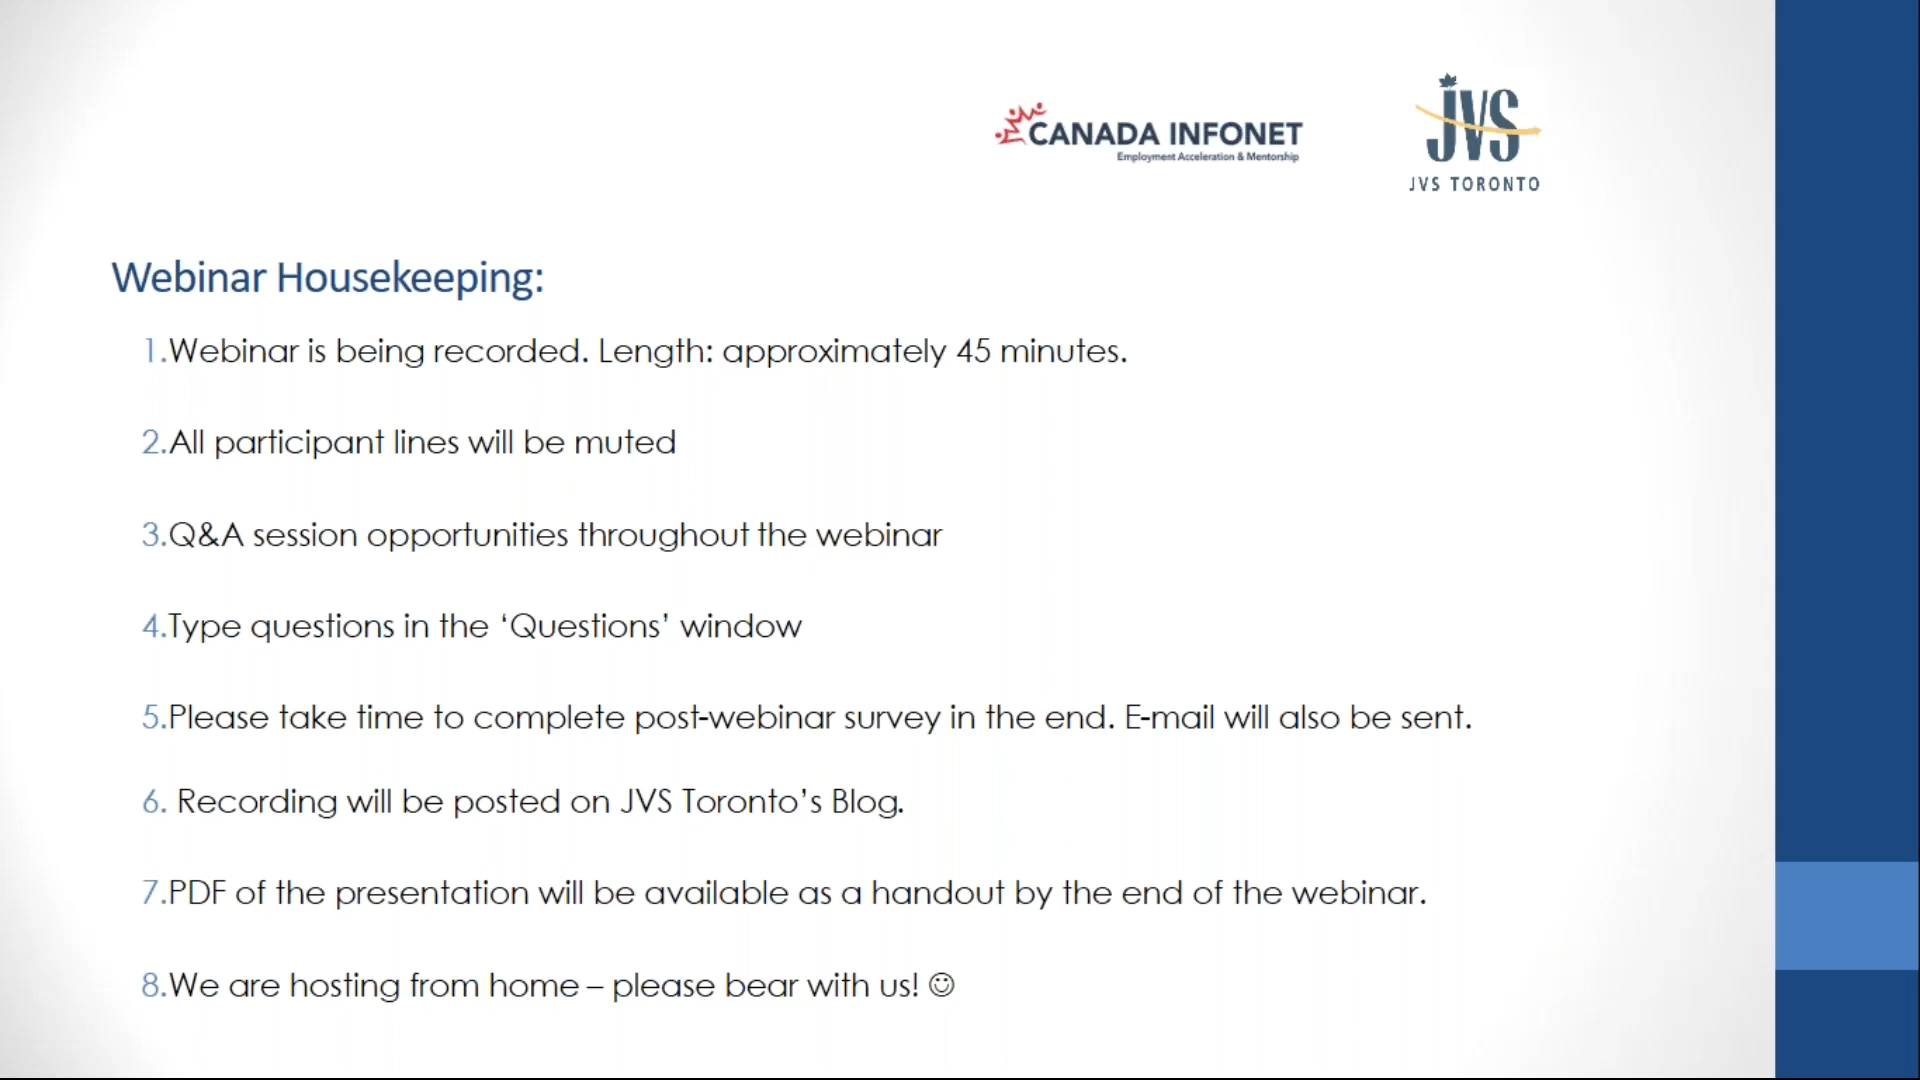 CANADA INFONET
Employment Acceleration & Mentorship
JVS
JVS TORONTO
Webinar Housekeeping:
1.Webinar is being recorded. Length: approximately 45 minutes.
2.All participant lines will be muted
3.Q&A session opportunities throughout the webinar
4.Type questions in the ‘Questions’ window
5.Please take time to complete post-webinar survey in the end. E-mail will also be sent.
6. Recording will be posted on JVS Toronto’s Blog.
7.PDF of the presentation will be available as a handout by the end of the webinar.
8.We are hosting from home – please bear with us! ☺